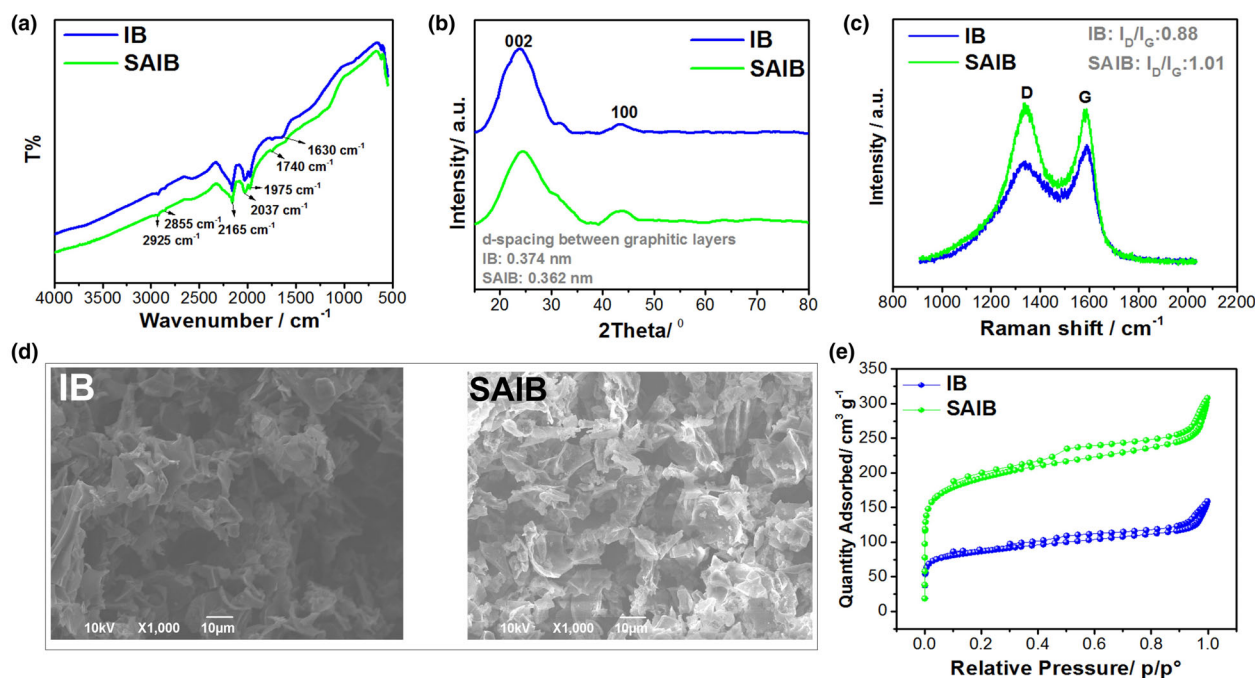 (a)
IB
SAIB
T%
1630 cm⁻¹
1740 cm⁻¹
1975 cm⁻¹
2037 cm⁻¹
2165 cm⁻¹
2855 cm⁻¹
2925 cm⁻¹
4000 3500 3000 2500 2000 1500 1000 500
Wavenumber / cm⁻¹
(b)
002
IB
SAIB
100
Intensity/ a.u.
d-spacing between graphitic layers
IB: 0.374 nm
SAIB: 0.362 nm
20 30 40 50 60 70 80
2Theta/ ⁰
(c)
IB
SAIB
IB: I_D/I_G:0.88
SAIB: I_D/I_G:1.01
D
G
Intensity / a.u.
800 1000 1200 1400 1600 1800 2000 2200
Raman shift / cm⁻¹
(d)
IB
10kV X1,000 10µm
SAIB
10kV X1,000 10µm
(e)
350
300
250
200
150
100
50
0
IB
SAIB
Quantity Adsorbed/ cm³ g⁻¹
0.0 0.2 0.4 0.6 0.8 1.0
Relative Pressure/ p/p°